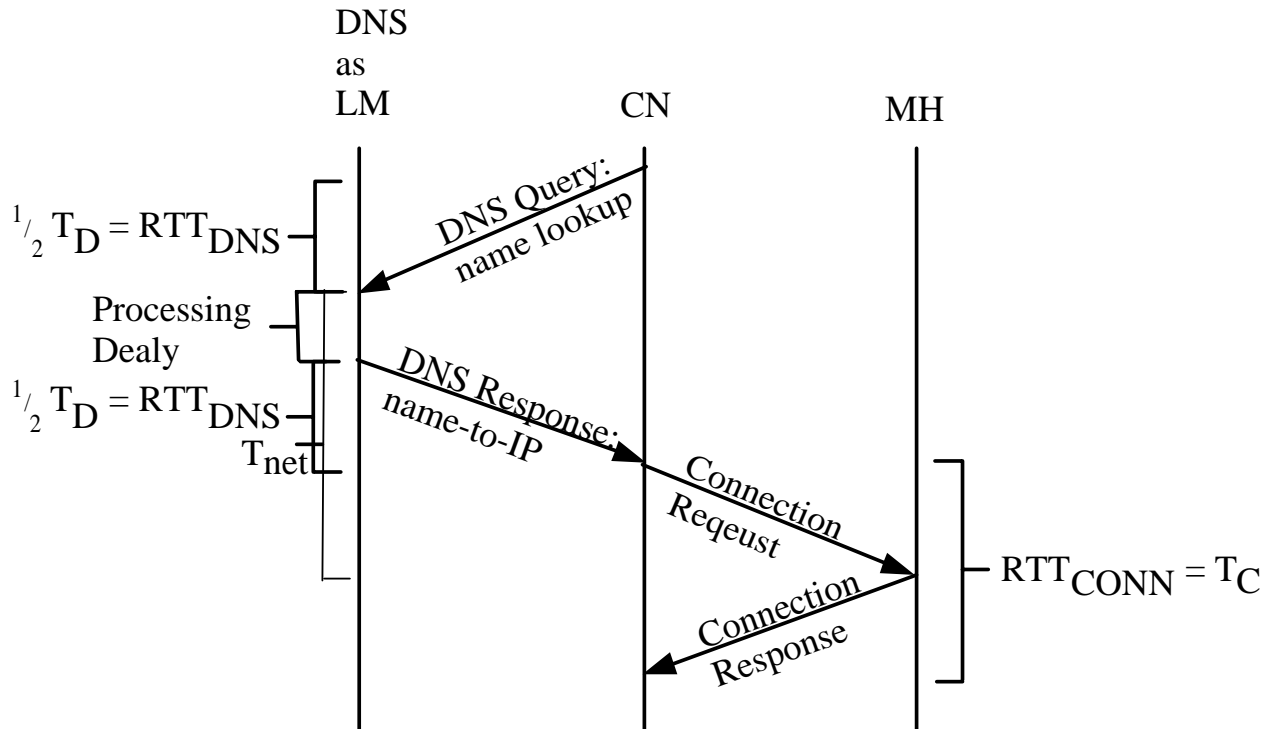 DNS
as
LM
CN
MH
DNS Query:
name lookup
1/2 TD = RTTDNS
Processing
Dealy
DNS Response:
name-to-IP
1/2 TD = RTTDNS
Tnet
Connection
Reqeust
RTTCONN = TC
Connection
Response